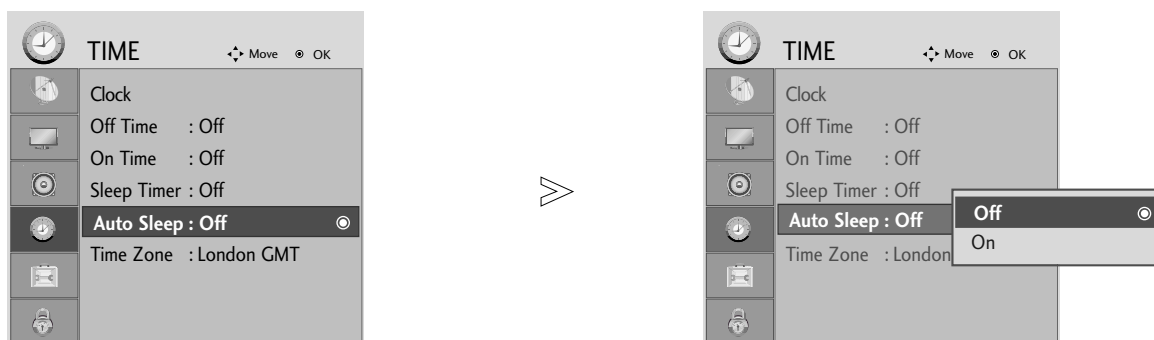 TIME Move OK
Clock
Off Time : Off
On Time : Off
Sleep Timer : Off
Auto Sleep : Off
Time Zone : London GMT
TIME Move OK
Clock
Off Time : Off
On Time : Off
Sleep Timer : Off
Auto Sleep : Off
Time Zone : London
Off
On